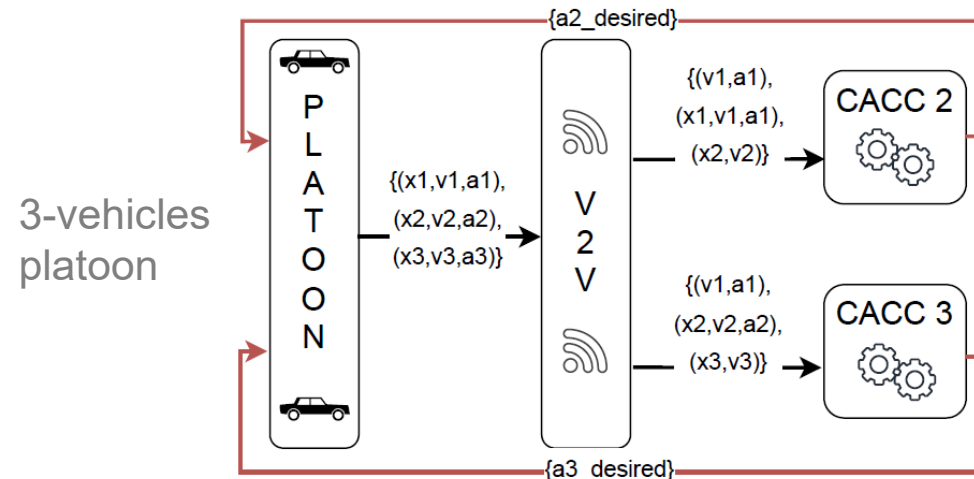 {a2_desired}
3-vehicles
platoon
P
L
A
T
O
O
N
{(x1,v1,a1),
(x2,v2,a2),
(x3,v3,a3)}
V
2
V
{(v1,a1),
(x1,v1,a1),
(x2,v2)}
CACC 2
{(v1,a1),
(x2,v2,a2),
(x3,v3)}
CACC 3
{a3_desired}